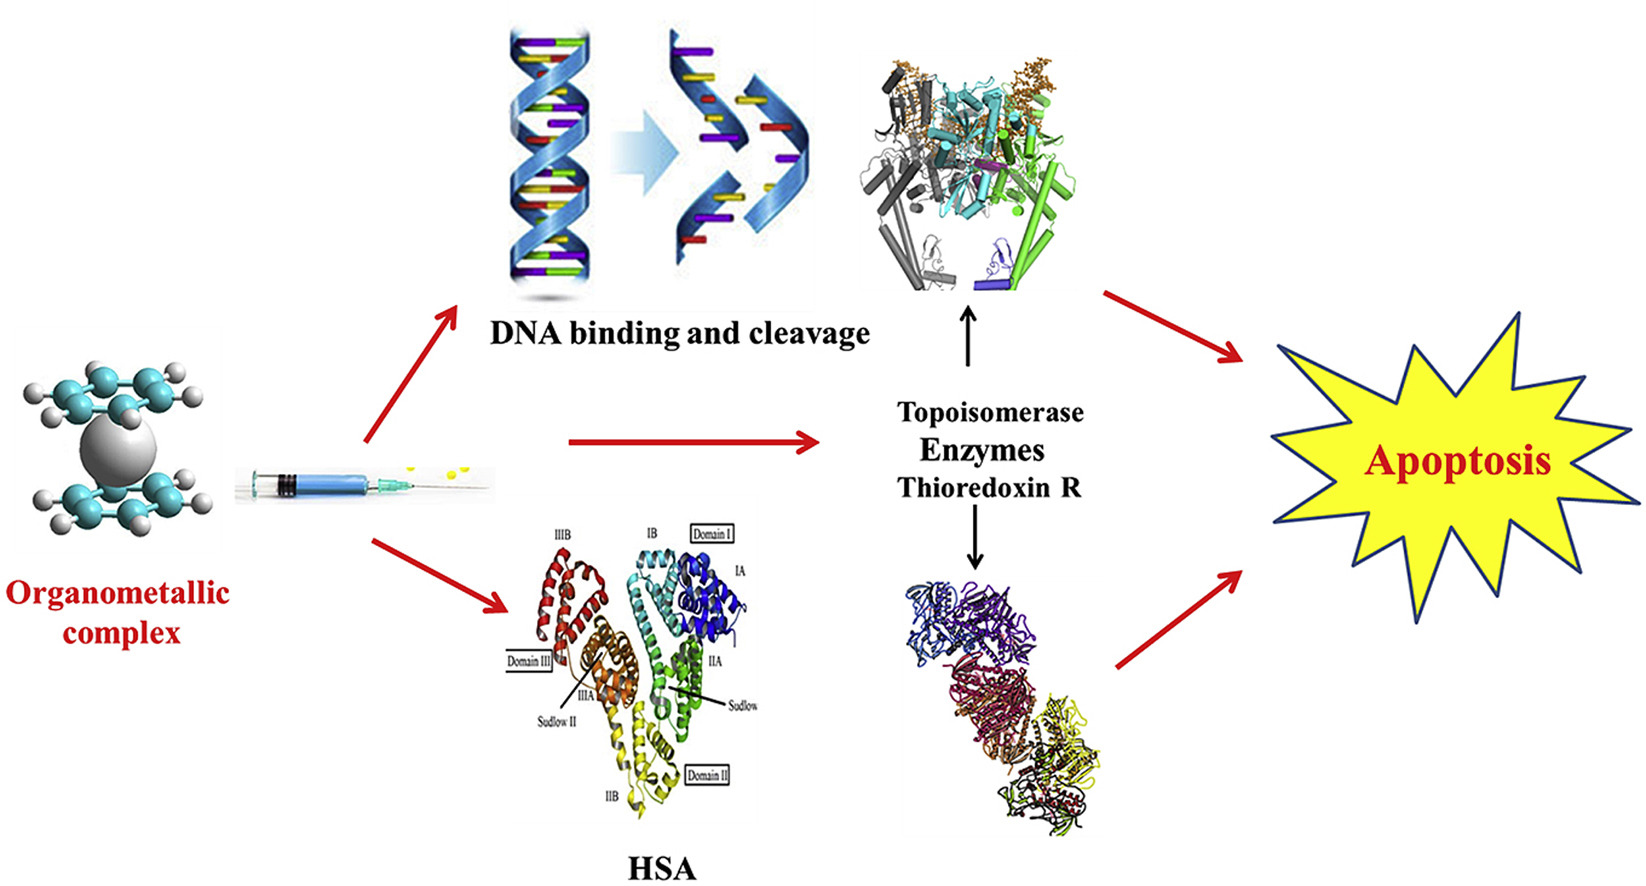 DNA binding and cleavage
Topoisomerase
Enzymes
Thioredoxin R
Apoptosis
Organometallic
complex
IIIB
IB
Domain I
IA
Domain III
IIA
IIIA
Sudlow
Sudlow II
Domain II
IIB
HSA